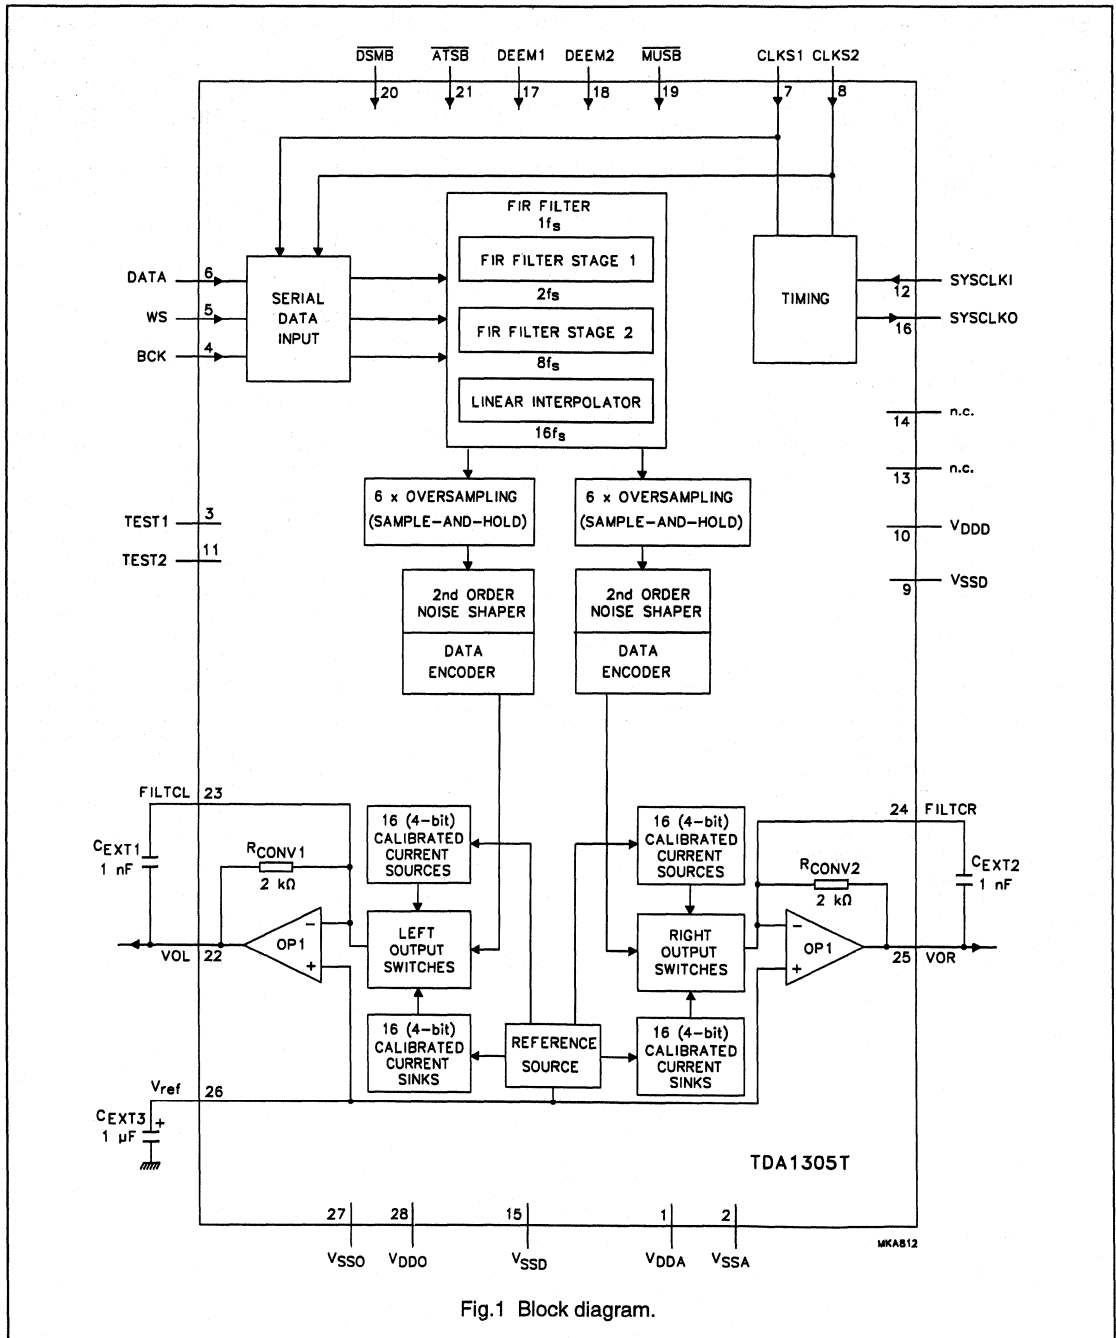 DSMB ATSB DEEM1 DEEM2 MUSB CLKS1 CLKS2
20 21 17 18 19 7 8
FIR FILTER
1fs
FIR FILTER STAGE 1
2fs
FIR FILTER STAGE 2
8fs
LINEAR INTERPOLATOR
16fs
DATA 6
WS 5
BCK 4
SERIAL
DATA
INPUT
TIMING
12 SYSCLKI
16 SYSCLKO
14 n.c.
13 n.c.
10 VDDD
9 VSSD
TEST1 3
TEST2 11
6 x OVERSAMPLING
(SAMPLE-AND-HOLD)
6 x OVERSAMPLING
(SAMPLE-AND-HOLD)
2nd ORDER
NOISE SHAPER
DATA
ENCODER
2nd ORDER
NOISE SHAPER
DATA
ENCODER
FILTCL 23
CEXT1
1 nF
RCONV1
2 kΩ
16 (4-bit)
CALIBRATED
CURRENT
SOURCES
16 (4-bit)
CALIBRATED
CURRENT
SOURCES
24 FILTCR
RCONV2
2 kΩ
CEXT2
1 nF
VOL 22
OP1
−
+
LEFT
OUTPUT
SWITCHES
RIGHT
OUTPUT
SWITCHES
−
+
OP1
25 VOR
16 (4-bit)
CALIBRATED
CURRENT
SINKS
REFERENCE
SOURCE
16 (4-bit)
CALIBRATED
CURRENT
SINKS
Vref 26
CEXT3 +
1 µF
TDA1305T
27 28 15 1 2
VSSO VDDO VSSD VDDA VSSA
MKA812
Fig.1 Block diagram.